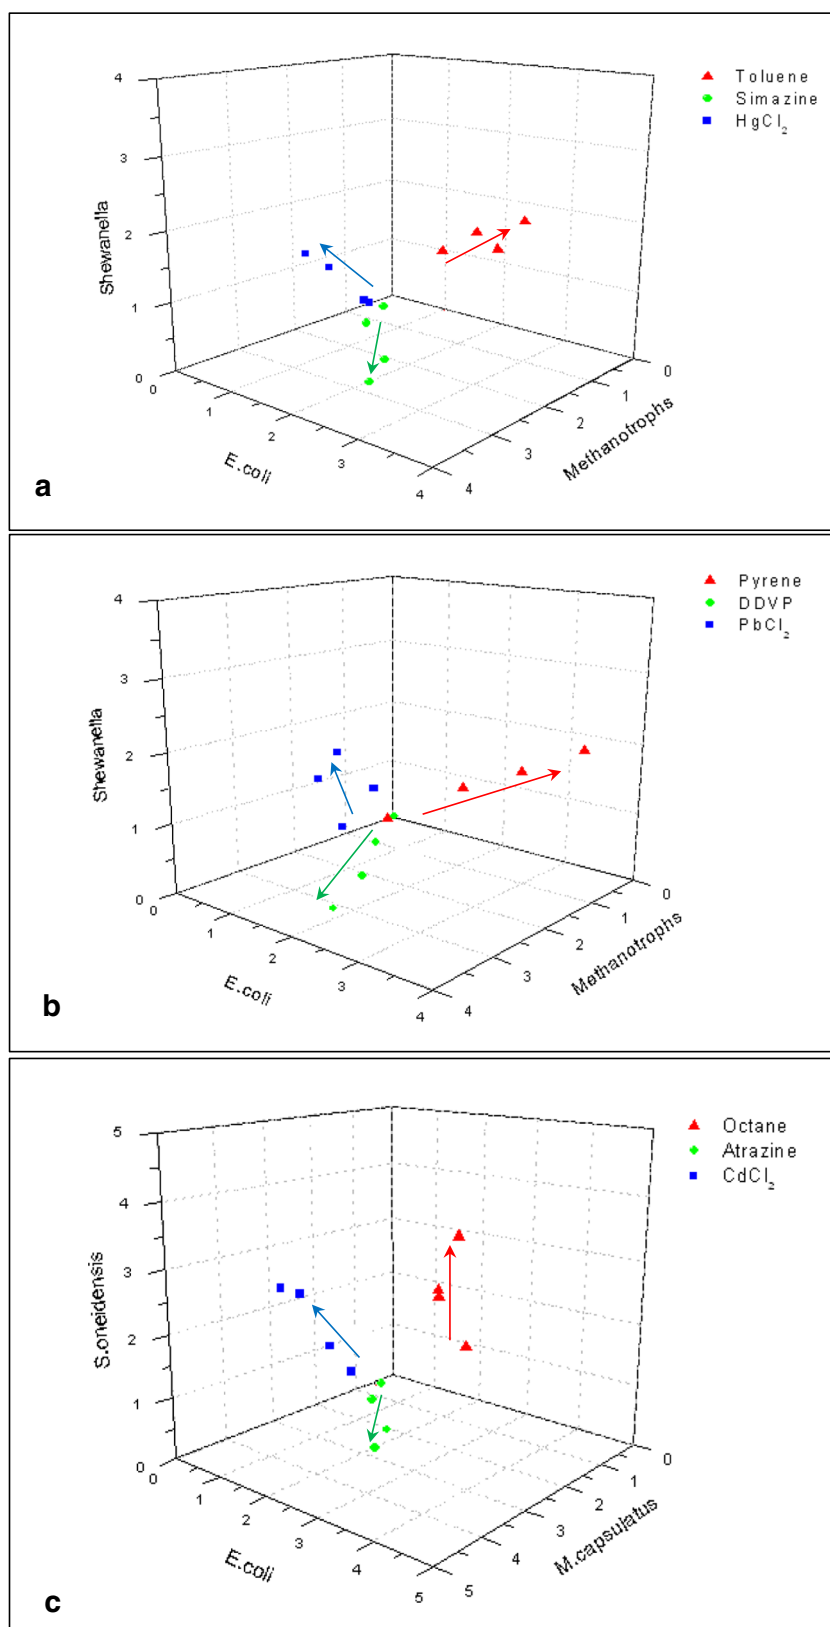 4
3
2
1
0
Shewanella
0
1
2
3
4
E.coli
4
3
2
1
0
Methanotrophs
Toluene
Simazine
HgCl2
a
4
3
2
1
0
Shewanella
0
1
2
3
4
E.coli
4
3
2
1
0
Methanotrophs
Pyrene
DDVP
PbCl2
b
5
4
3
2
1
0
S.oneidensis
0
1
2
3
4
5
E.coli
5
4
3
2
1
0
M.capsulatus
Octane
Atrazine
CdCl2
c